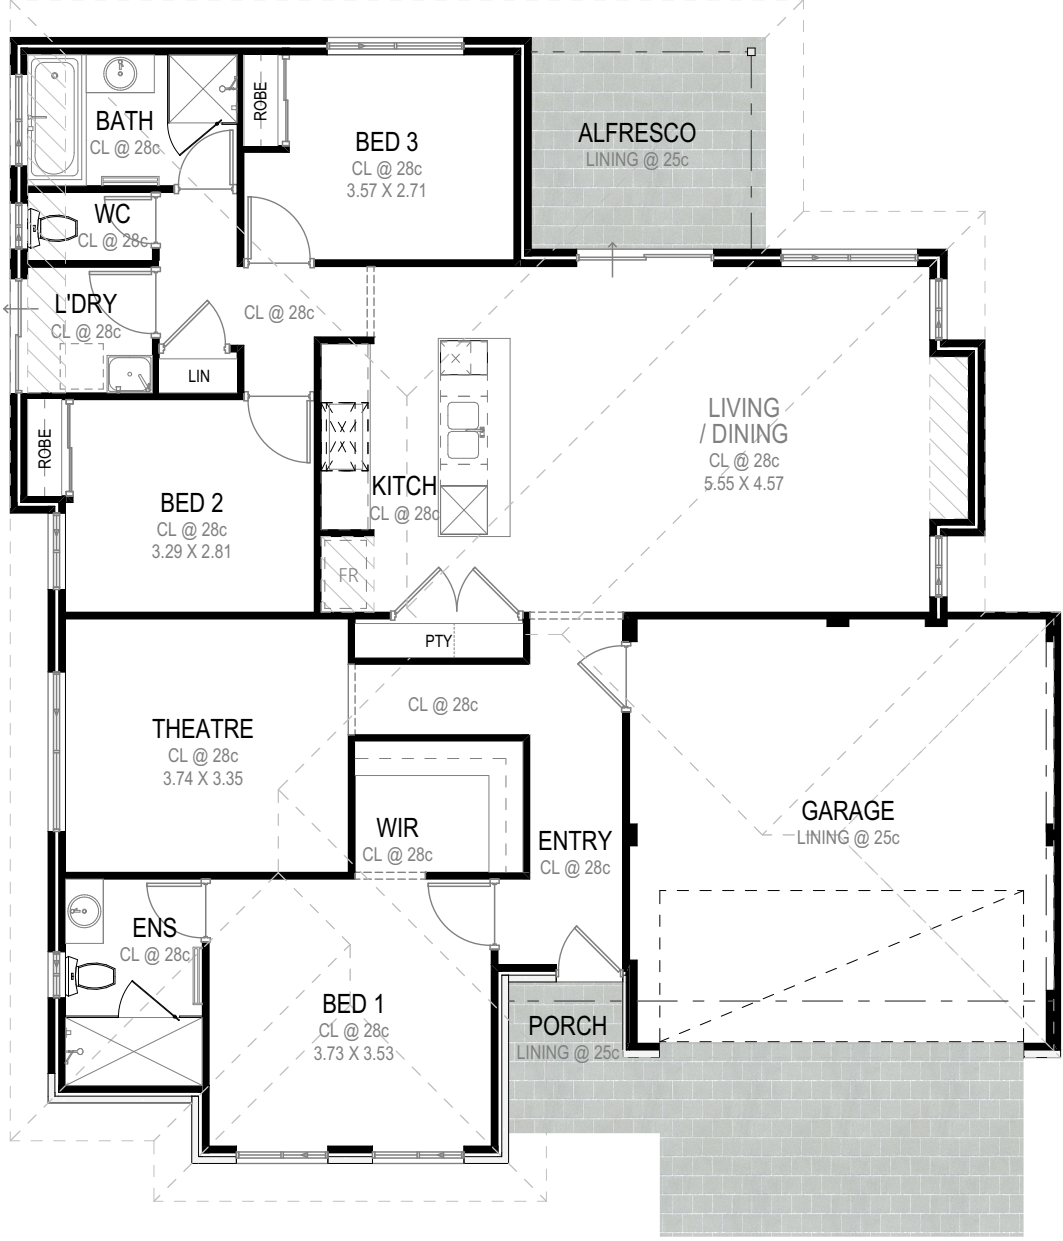 ROBE
BATH
CL @ 28c
BED 3
CL @ 28c
3.57 X 2.71
ALFRESCO
LINING @ 25c
WC
CL @ 28c
L'DRY
CL @ 28c
CL @ 28c
LIN
ROBE
BED 2
CL @ 28c
3.29 X 2.81
KITCH
CL @ 28c
FR
LIVING
/ DINING
CL @ 28c
5.55 X 4.57
PTY
CL @ 28c
THEATRE
CL @ 28c
3.74 X 3.35
WIR
CL @ 28c
ENTRY
CL @ 28c
GARAGE
LINING @ 25c
ENS
CL @ 28c
BED 1
CL @ 28c
3.73 X 3.53
PORCH
LINING @ 25c